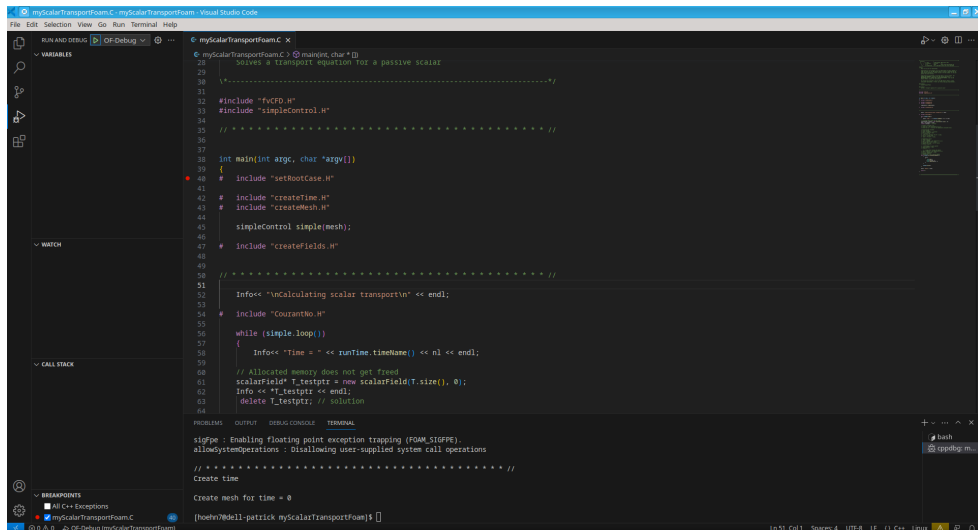 myScalarTransportFoam.C - myScalarTransportFoam - Visual Studio Code
File Edit Selection View Go Run Terminal Help
RUN AND DEBUG OF-Debug
myScalarTransportFoam.C
VARIABLES
myScalarTransportFoam.C > main(int, char * [])
28 Solves a transport equation for a passive scalar
29
30 \*---------------------------------------------------------------------------*/
31
32 #include "fvCFD.H"
33 #include "simpleControl.H"
34
35 // * * * * * * * * * * * * * * * * * * * * * * * * * * * * * * * * * * * * * //
36
37
38 int main(int argc, char *argv[])
39 {
40 # include "setRootCase.H"
41
42 # include "createTime.H"
43 # include "createMesh.H"
44
45 simpleControl simple(mesh);
46
47 # include "createFields.H"
48
49
50 // * * * * * * * * * * * * * * * * * * * * * * * * * * * * * * * * * * * * * //
51
52 Info<< "\nCalculating scalar transport\n" << endl;
53
54 # include "CourantNo.H"
55
56 while (simple.loop())
57 {
58 Info<< "Time = " << runTime.timeName() << nl << endl;
59
60 // Allocated memory does not get freed
61 scalarField* T_testptr = new scalarField(T.size(), 0);
62 Info << *T_testptr << endl;
63 delete T_testptr; // solution
64
WATCH
CALL STACK
BREAKPOINTS
All C++ Exceptions
myScalarTransportFoam.C 40
PROBLEMS OUTPUT DEBUG CONSOLE TERMINAL
bash
cppdbg: m...
sigFpe : Enabling floating point exception trapping (FOAM_SIGFPE).
allowSystemOperations : Disallowing user-supplied system call operations
// * * * * * * * * * * * * * * * * * * * * * * * * * * * * * * * * * * * * * //
Create time
Create mesh for time = 0
[hoehn7@dell-patrick myScalarTransportFoam]$
0 0 OF-Debug (myScalarTransportFoam) Ln 51, Col 1 Spaces: 4 UTF-8 LF C++ Linux